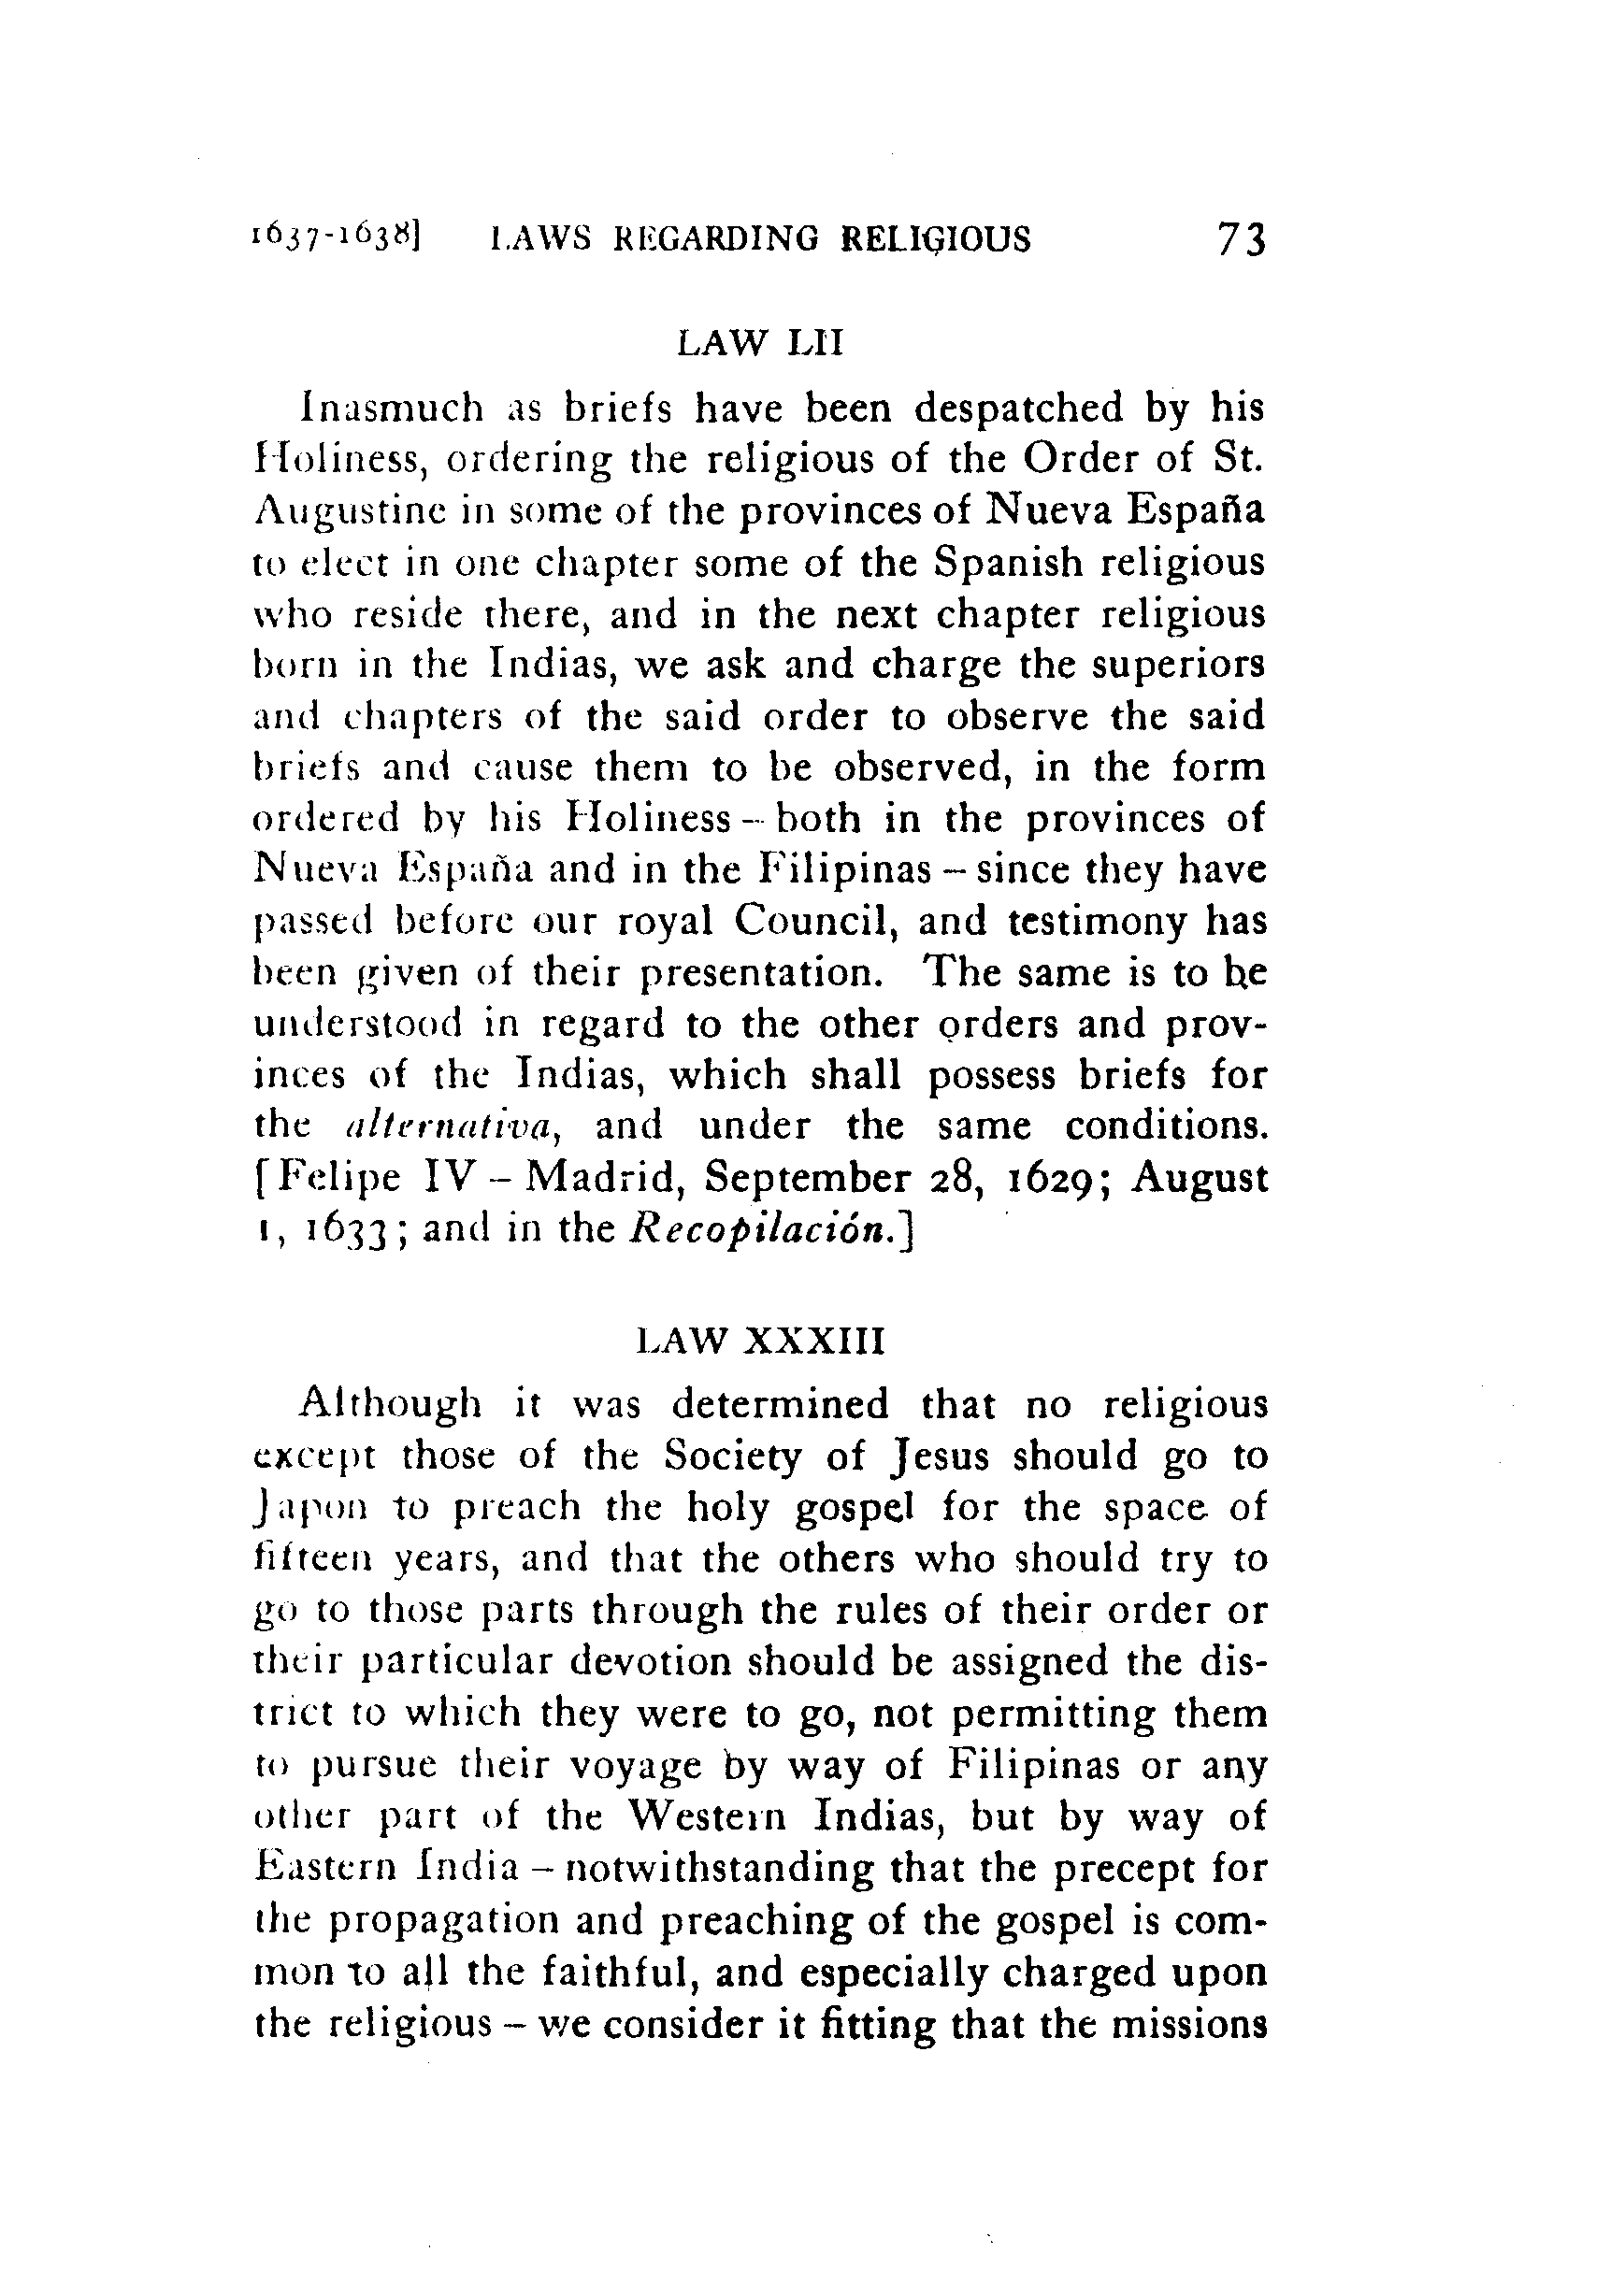 1637-1638] LAWS REGARDING RELIGIOUS 73
LAW LII
Inasmuch as briefs have been despatched by his
Holiness, ordering the religious of the Order of St.
Augustine in some of the provinces of Nueva España
to elect in one chapter some of the Spanish religious
who reside there, and in the next chapter religious
born in the Indias, we ask and charge the superiors
and chapters of the said order to observe the said
briefs and cause them to be observed, in the form
ordered by his Holiness – both in the provinces of
Nueva España and in the Filipinas – since they have
passed before our royal Council, and testimony has
been given of their presentation. The same is to be
understood in regard to the other orders and prov-
inces of the Indias, which shall possess briefs for
the alternativa, and under the same conditions.
[Felipe IV – Madrid, September 28, 1629; August
1, 1633; and in the Recopilación.]
LAW XXXIII
Although it was determined that no religious
except those of the Society of Jesus should go to
Japon to preach the holy gospel for the space of
fifteen years, and that the others who should try to
go to those parts through the rules of their order or
their particular devotion should be assigned the dis-
trict to which they were to go, not permitting them
to pursue their voyage by way of Filipinas or any
other part of the Western Indias, but by way of
Eastern India – notwithstanding that the precept for
the propagation and preaching of the gospel is com-
mon to all the faithful, and especially charged upon
the religious – we consider it fitting that the missions